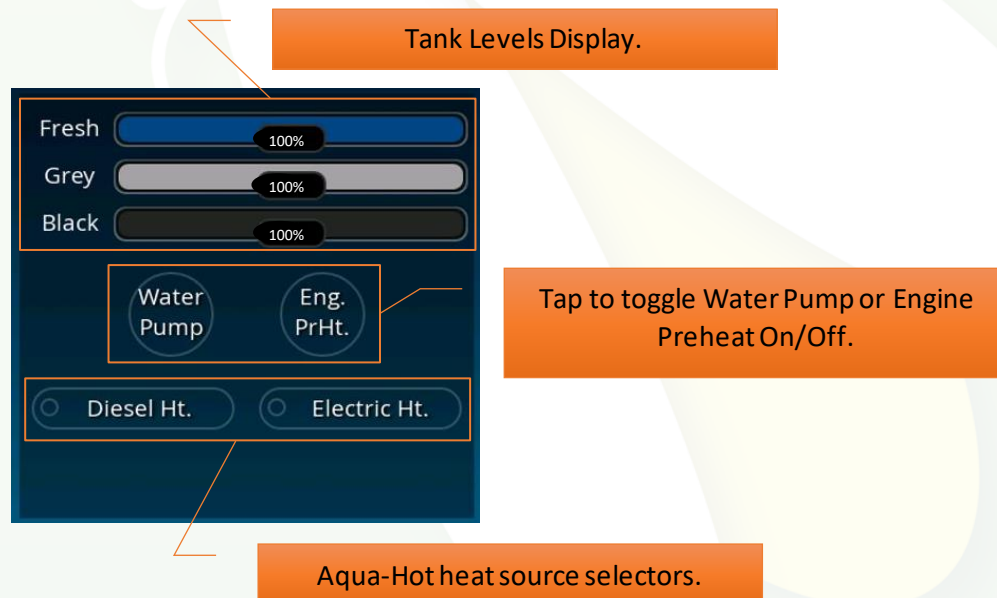 Tank Levels Display.
Fresh
100%
Grey
100%
Black
100%
Water
Pump
Eng.
PrHt.
Tap to toggle Water Pump or Engine
Preheat On/Off.
Diesel Ht.
Electric Ht.
Aqua-Hot heat source selectors.